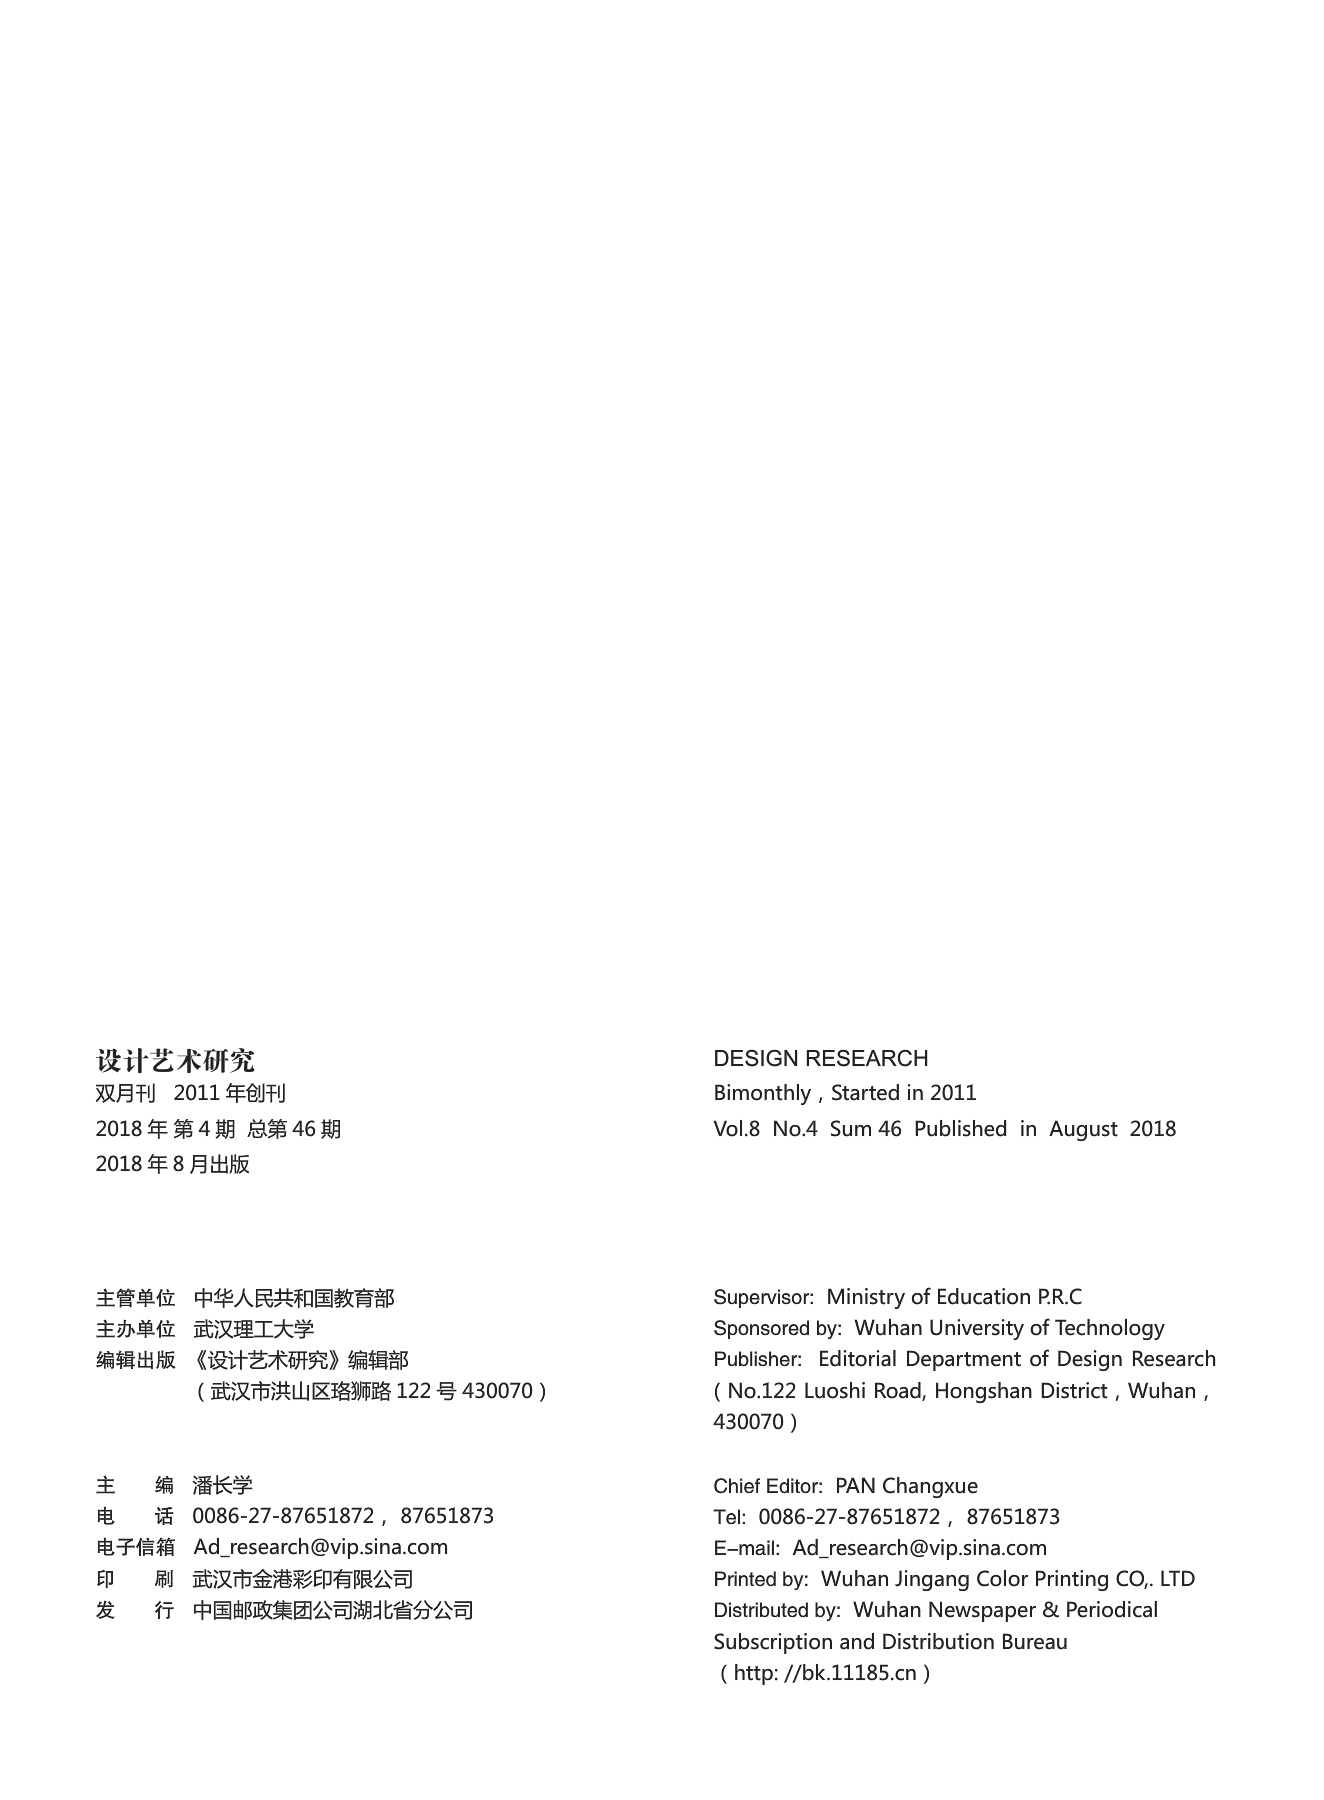 设计艺术研究
双月刊 2011 年创刊
2018 年 第 4 期 总第 46 期
2018 年 8 月出版
主管单位 中华人民共和国教育部
主办单位 武汉理工大学
编辑出版 《设计艺术研究》编辑部
（武汉市洪山区珞狮路 122 号 430070）
主 编 潘长学
电 话 0086-27-87651872，87651873
电子信箱 Ad_research@vip.sina.com
印 刷 武汉市金港彩印有限公司
发 行 中国邮政集团公司湖北省分公司
DESIGN RESEARCH
Bimonthly，Started in 2011
Vol.8 No.4 Sum 46 Published in August 2018
Supervisor: Ministry of Education P.R.C
Sponsored by: Wuhan University of Technology
Publisher: Editorial Department of Design Research
（No.122 Luoshi Road, Hongshan District，Wuhan，
430070）
Chief Editor: PAN Changxue
Tel: 0086-27-87651872，87651873
E-mail: Ad_research@vip.sina.com
Printed by: Wuhan Jingang Color Printing CO,. LTD
Distributed by: Wuhan Newspaper & Periodical
Subscription and Distribution Bureau
（http: //bk.11185.cn）